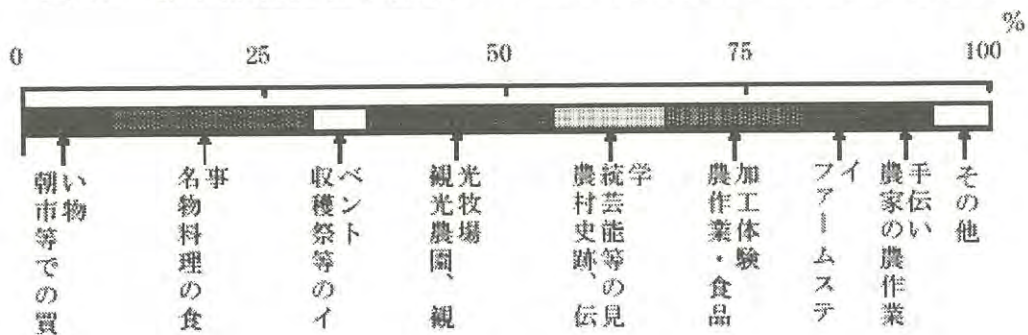 %
0 25 50 75 100
朝市等での買
い物
名物料理の食
事
収穫祭等のイ
ベント
観光農園、観
光牧場
農村史跡、伝
統芸能等の見
学
農作業・食品
加工体験
ファームステ
イ
農家の農作業
手伝い
その他